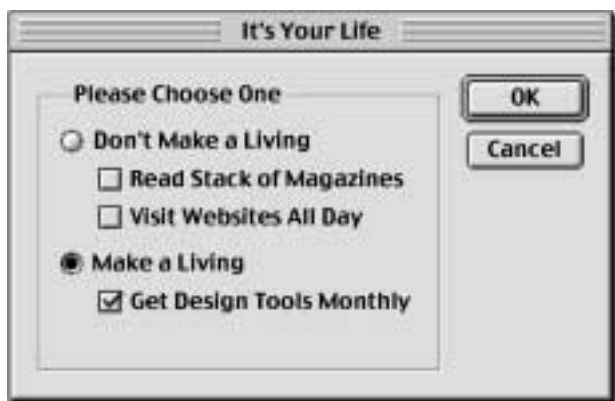 It's Your Life
Please Choose One
Don't Make a Living
Read Stack of Magazines
Visit Websites All Day
Make a Living
Get Design Tools Monthly
OK
Cancel